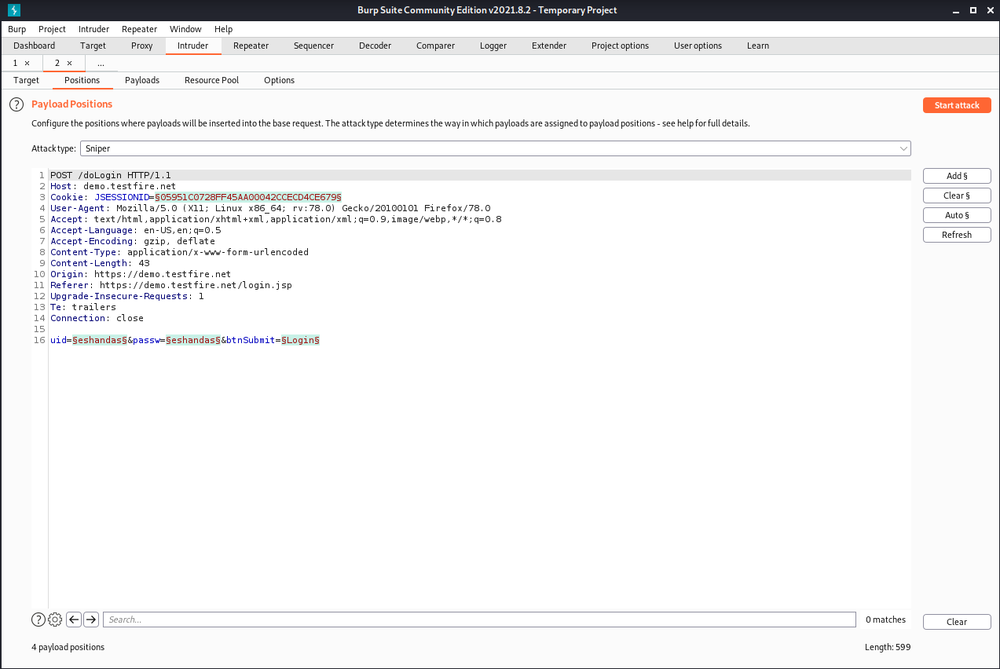 Burp Suite Community Edition v2021.8.2 - Temporary Project
Burp Project Intruder Repeater Window Help
Dashboard Target Proxy Intruder Repeater Sequencer Decoder Comparer Logger Extender Project options User options Learn
1 × 2 × ...
Target Positions Payloads Resource Pool Options
? Payload Positions Start attack
Configure the positions where payloads will be inserted into the base request. The attack type determines the way in which payloads are assigned to payload positions - see help for full details.
Attack type: Sniper
1 POST /doLogin HTTP/1.1
Add §
2 Host: demo.testfire.net
3 Cookie: JSESSIONID=§05951C0728FF45AA00042CCECD4CE679§
Clear §
4 User-Agent: Mozilla/5.0 (X11; Linux x86_64; rv:78.0) Gecko/20100101 Firefox/78.0
5 Accept: text/html,application/xhtml+xml,application/xml;q=0.9,image/webp,*/*;q=0.8
Auto §
6 Accept-Language: en-US,en;q=0.5
7 Accept-Encoding: gzip, deflate
Refresh
8 Content-Type: application/x-www-form-urlencoded
9 Content-Length: 43
10 Origin: https://demo.testfire.net
11 Referer: https://demo.testfire.net/login.jsp
12 Upgrade-Insecure-Requests: 1
13 Te: trailers
14 Connection: close
15
16 uid=§eshandas§&passw=§eshandas§&btnSubmit=§Login§
? Search... 0 matches Clear
4 payload positions Length: 599